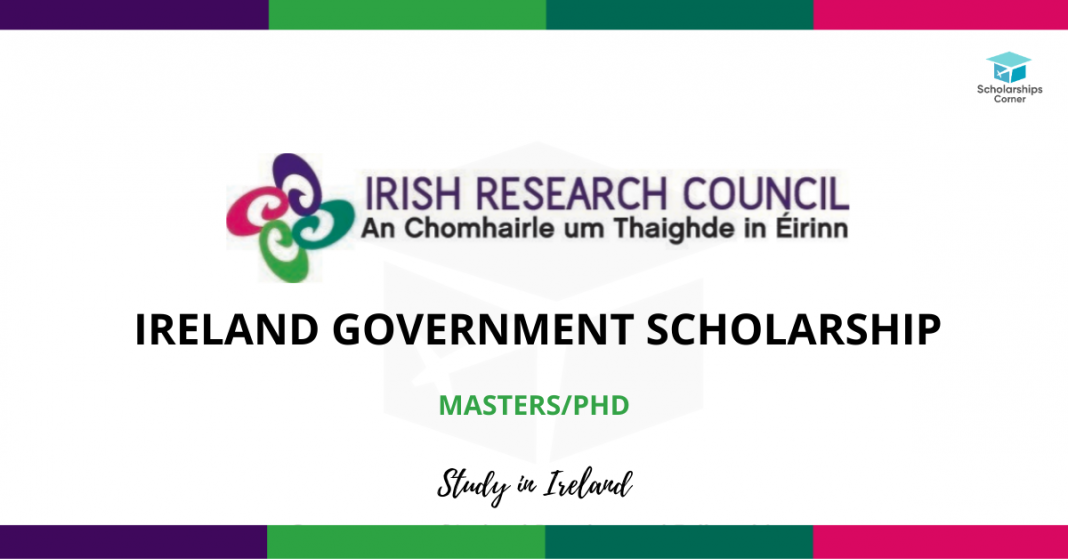 Scholarships
Corner
IRISH RESEARCH COUNCIL
An Chomhairle um Thaighde in Éirinn
IRELAND GOVERNMENT SCHOLARSHIP
MASTERS/PHD
Study in Ireland